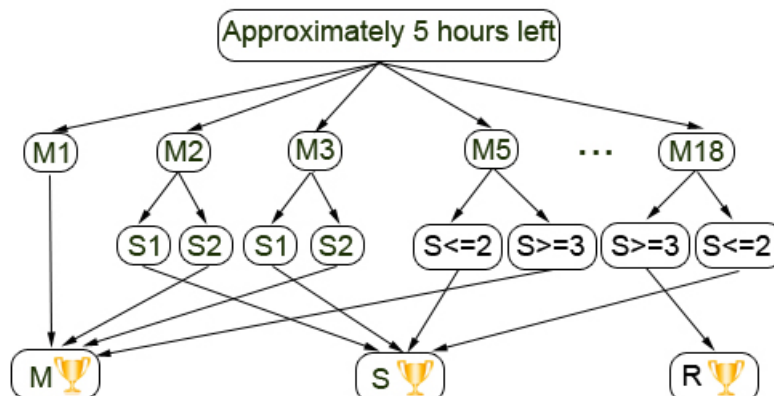 Approximately 5 hours left
M1
M2
M3
M5
...
M18
S1
S2
S1
S2
S<=2
S>=3
S>=3
S<=2
M
S
R